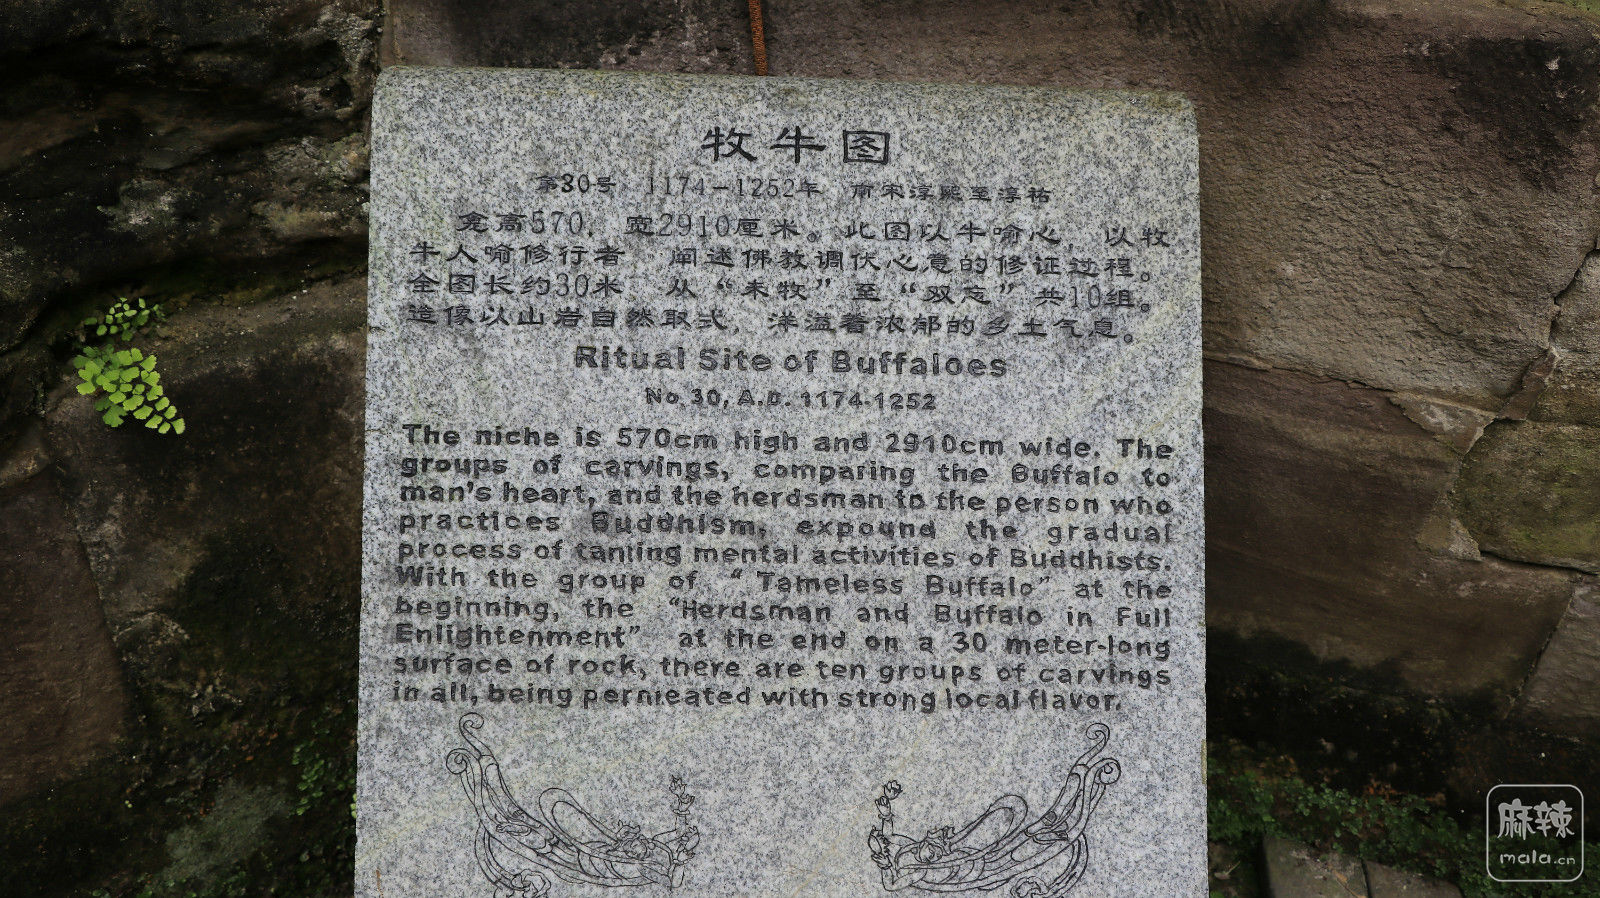 牧牛图
第30号 1174－1252年 南宋淳熙至淳祐
龛高570，宽2910厘米。此图以牛喻心，以牧
牛人喻修行者 阐述佛教调伏心意的修证过程。
全图长约30米 从“未牧”至“双忘”共10组。
造像以山岩自然取式，洋溢着浓郁的乡土气息。
Ritual Site of Buffaloes
No.30, A.D. 1174-1252
The niche is 570cm high and 2910cm wide. The
groups of carvings, comparing the Buffalo to
man's heart, and the herdsman to the person who
practices Buddhism, expound the gradual
process of tanling mental activities of Buddhists.
With the group of “Tameless Buffalo” at the
beginning, the “Herdsman and Buffalo in Full
Enlightenment” at the end on a 30 meter-long
surface of rock, there are ten groups of carvings
in all, being permeated with strong local flavor.
麻辣
mala.cn